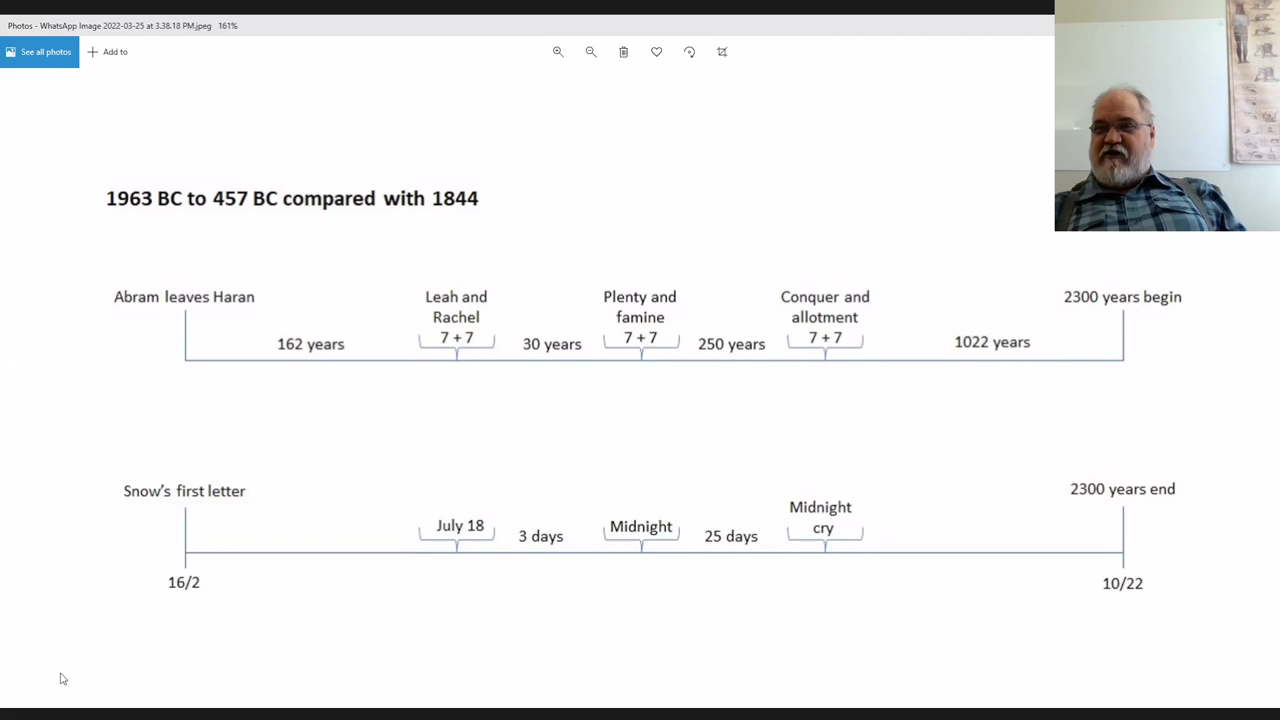 Photos - WhatsApp Image 2022-03-25 at 3.38.18 PM.jpeg 161%
See all photos
Add to
1963 BC to 457 BC compared with 1844
Abram leaves Haran
162 years
Leah and
Rachel
7 + 7
30 years
Plenty and
famine
7 + 7
250 years
Conquer and
allotment
7 + 7
1022 years
2300 years begin
Snow's first letter
16/2
July 18
3 days
Midnight
25 days
Midnight
cry
2300 years end
10/22